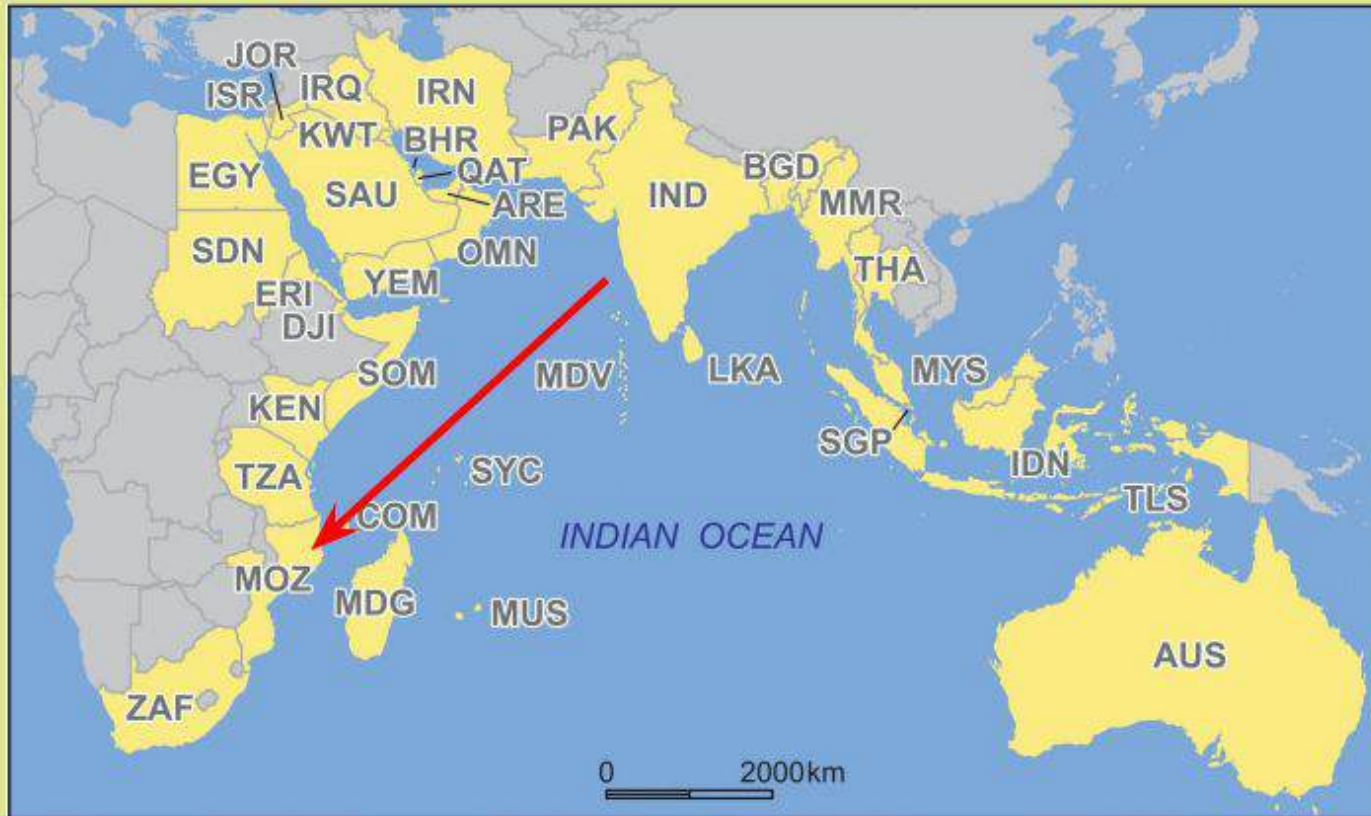 JOR
ISR
IRQ
IRN
KWT
BHR
PAK
EGY
SAU
QAT
ARE
IND
BGD
MMR
SDN
OMN
YEM
THA
ERI
DJI
SOM
MDV
LKA
MYS
KEN
SGP
TZA
SYC
IDN
TLS
COM
INDIAN OCEAN
MOZ
MDG
MUS
AUS
ZAF
0 2000km